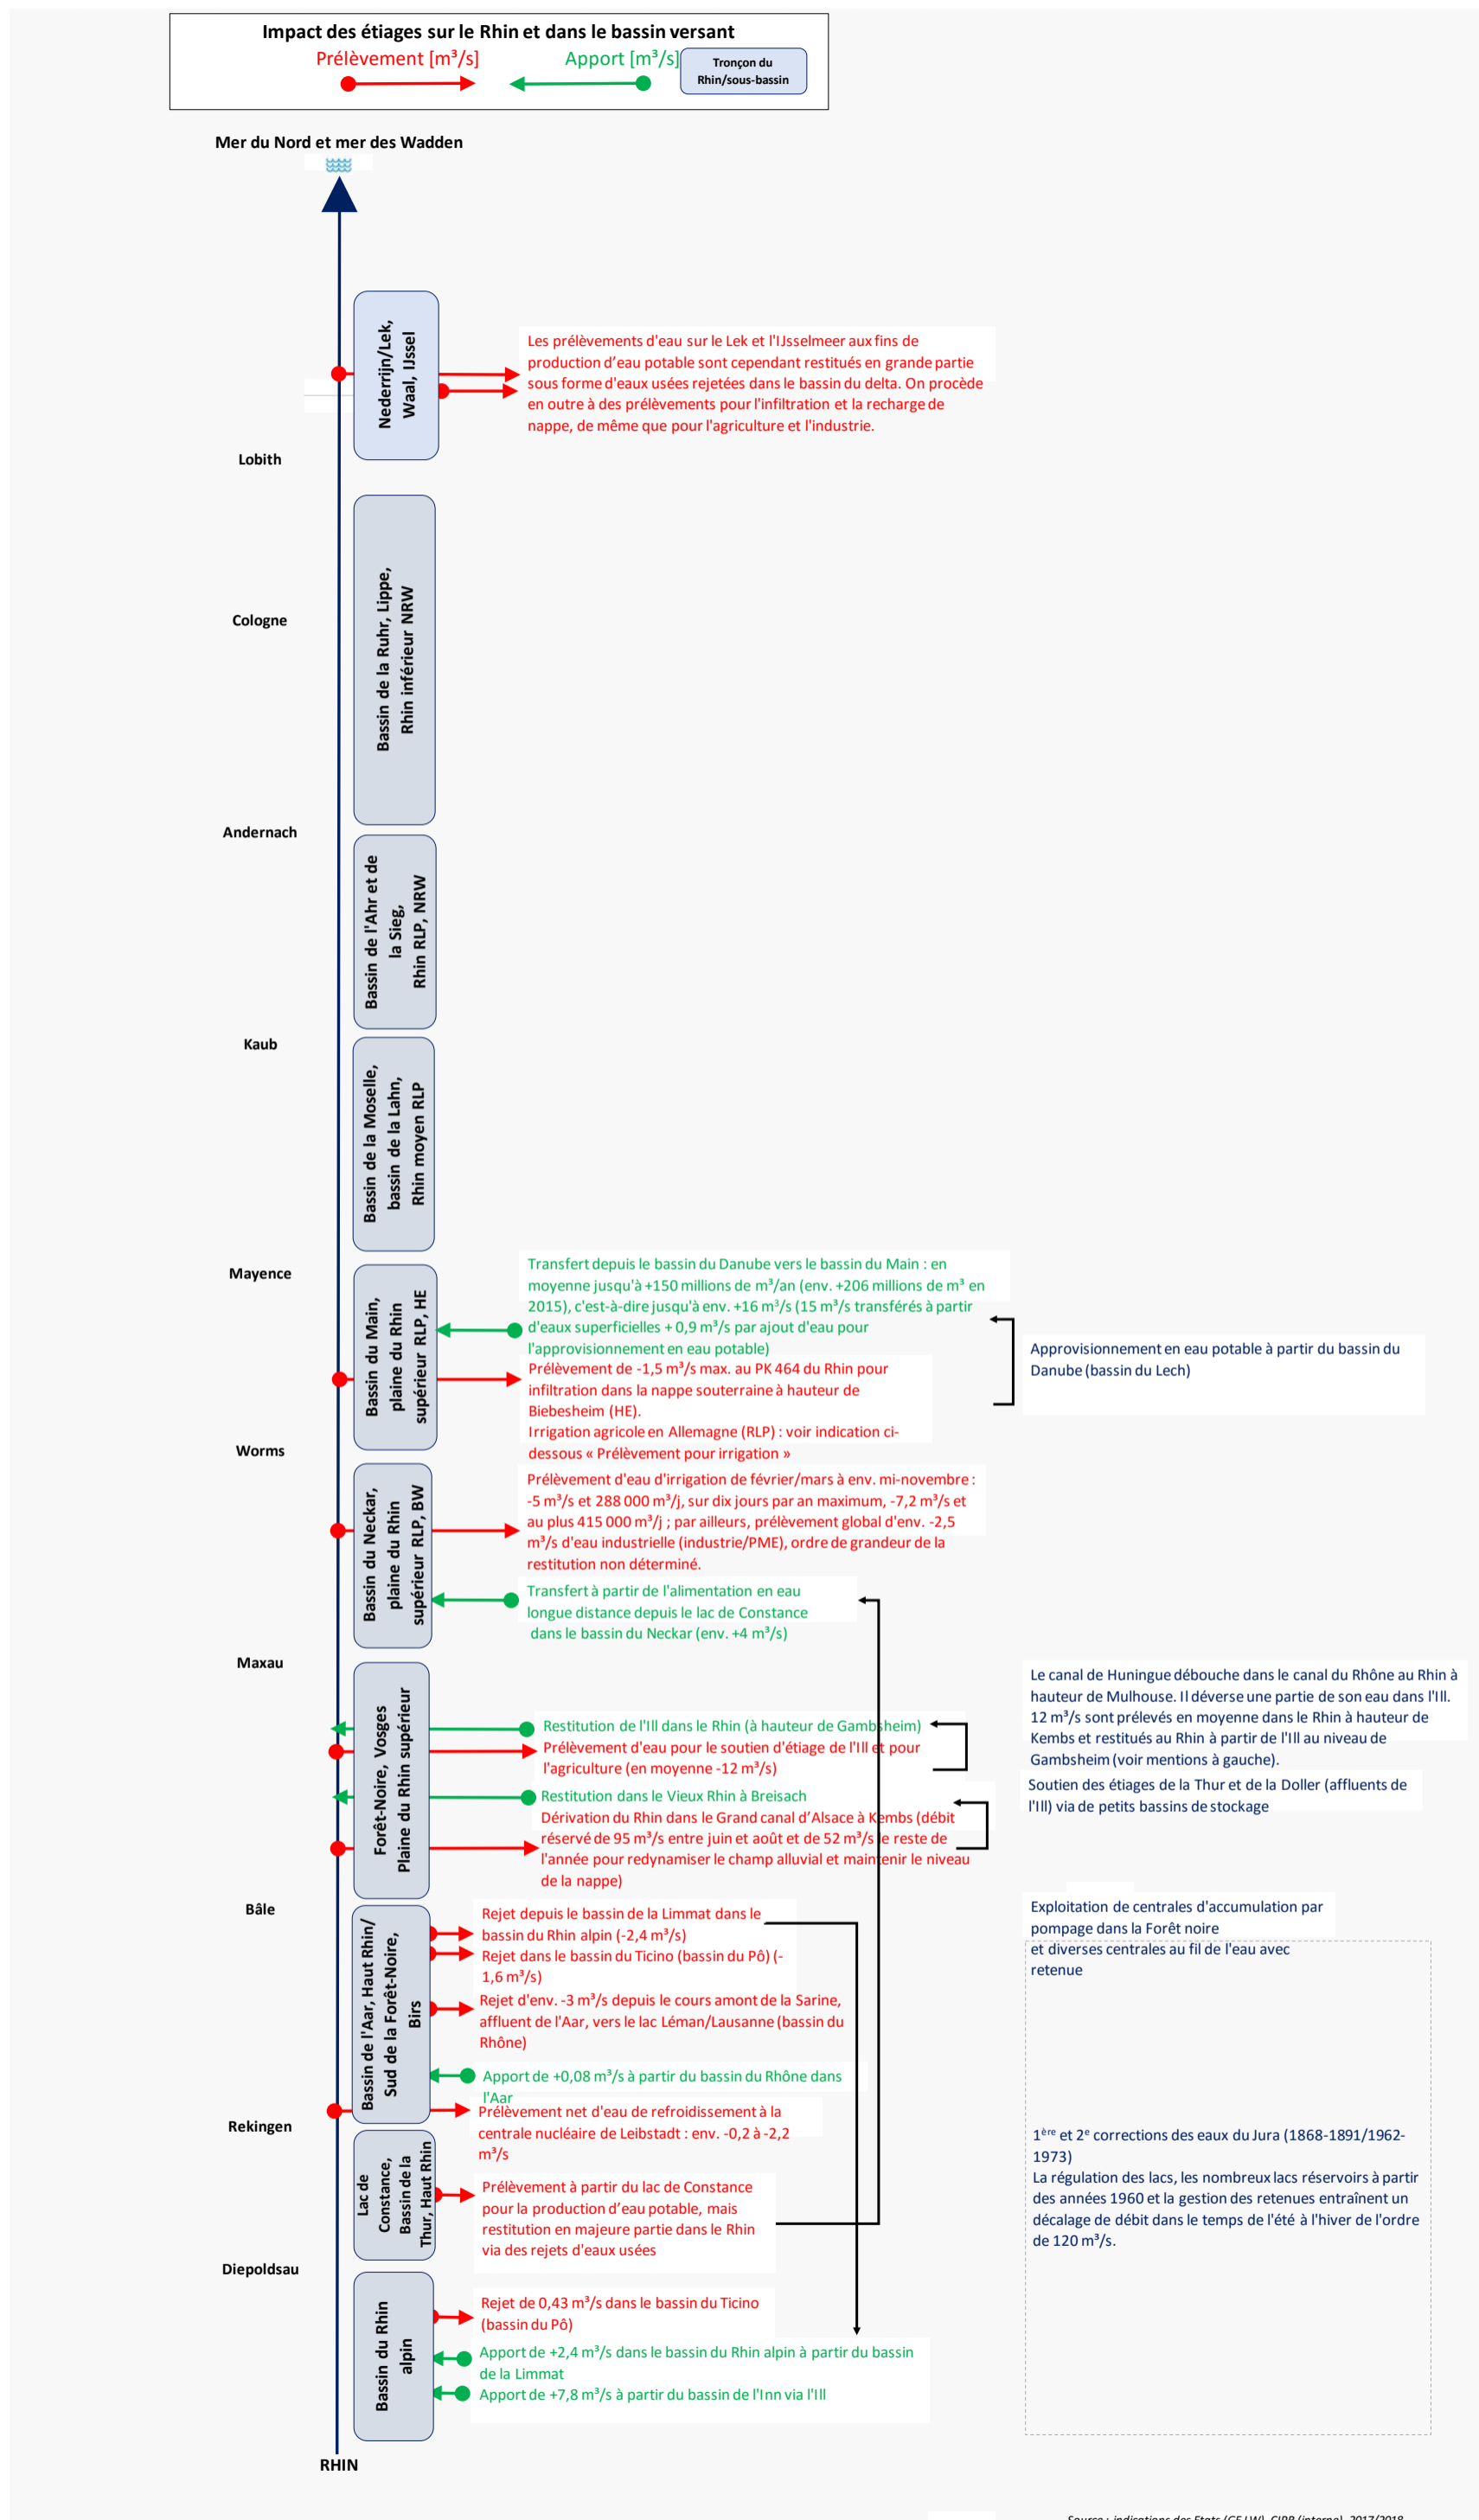 Impact des étiages sur le Rhin et dans le bassin versant
Prélèvement [m³/s]
Apport [m³/s]
Tronçon du
Rhin/sous-bassin
Mer du Nord et mer des Wadden
Nederrijn/Lek,
Waal, IJssel
Les prélèvements d'eau sur le Lek et l'IJsselmeer aux fins de
production d'eau potable sont cependant restitués en grande partie
sous forme d'eaux usées rejetées dans le bassin du delta. On procède
en outre à des prélèvements pour l'infiltration et la recharge de
nappe, de même que pour l'agriculture et l'industrie.
Lobith
Bassin de la Ruhr, Lippe,
Rhin inférieur NRW
Cologne
Andernach
Bassin de l'Ahr et de
la Sieg,
Rhin RLP, NRW
Kaub
Bassin de la Moselle,
bassin de la Lahn,
Rhin moyen RLP
Mayence
Bassin du Main,
plaine du Rhin
supérieur RLP, HE
Transfert depuis le bassin du Danube vers le bassin du Main : en
moyenne jusqu'à +150 millions de m³/an (env. +206 millions de m³ en
2015), c'est-à-dire jusqu'à env. +16 m³/s (15 m³/s transférés à partir
d'eaux superficielles + 0,9 m³/s par ajout d'eau pour
l'approvisionnement en eau potable)
Approvisionnement en eau potable à partir du bassin du
Danube (bassin du Lech)
Prélèvement de -1,5 m³/s max. au PK 464 du Rhin pour
infiltration dans la nappe souterraine à hauteur de
Biebesheim (HE).
Irrigation agricole en Allemagne (RLP) : voir indication ci-
dessous « Prélèvement pour irrigation »
Worms
Bassin du Neckar,
plaine du Rhin
supérieur RLP, BW
Prélèvement d'eau d'irrigation de février/mars à env. mi-novembre :
-5 m³/s et 288 000 m³/j, sur dix jours par an maximum, -7,2 m³/s et
au plus 415 000 m³/j ; par ailleurs, prélèvement global d'env. -2,5
m³/s d'eau industrielle (industrie/PME), ordre de grandeur de la
restitution non déterminé.
Transfert à partir de l'alimentation en eau
longue distance depuis le lac de Constance
dans le bassin du Neckar (env. +4 m³/s)
Maxau
Forêt-Noire, Vosges
Plaine du Rhin supérieur
Restitution de l'Ill dans le Rhin (à hauteur de Gambsheim)
Prélèvement d'eau pour le soutien d'étiage de l'Ill et pour
l'agriculture (en moyenne -12 m³/s)
Restitution dans le Vieux Rhin à Breisach
Dérivation du Rhin dans le Grand canal d'Alsace à Kembs (débit
réservé de 95 m³/s entre juin et août et de 52 m³/s le reste de
l'année pour redynamiser le champ alluvial et maintenir le niveau
de la nappe)
Le canal de Huningue débouche dans le canal du Rhône au Rhin à
hauteur de Mulhouse. Il déverse une partie de son eau dans l'Ill.
12 m³/s sont prélevés en moyenne dans le Rhin à hauteur de
Kembs et restitués au Rhin à partir de l'Ill au niveau de
Gambsheim (voir mentions à gauche).
Soutien des étiages de la Thur et de la Doller (affluents de
l'Ill) via de petits bassins de stockage
Bâle
Bassin de l'Aar, Haut Rhin/
Sud de la Forêt-Noire,
Birs
Rejet depuis le bassin de la Limmat dans le
bassin du Rhin alpin (-2,4 m³/s)
Rejet dans le bassin du Ticino (bassin du Pô) (-
1,6 m³/s)
Rejet d'env. -3 m³/s depuis le cours amont de la Sarine,
affluent de l'Aar, vers le lac Léman/Lausanne (bassin du
Rhône)
Apport de +0,08 m³/s à partir du bassin du Rhône dans
l'Aar
Prélèvement net d'eau de refroidissement à la
centrale nucléaire de Leibstadt : env. -0,2 à -2,2
m³/s
Exploitation de centrales d'accumulation par
pompage dans la Forêt noire
et diverses centrales au fil de l'eau avec
retenue
Rekingen
Lac de
Constance,
Bassin de la
Thur, Haut Rhin
Prélèvement à partir du lac de Constance
pour la production d'eau potable, mais
restitution en majeure partie dans le Rhin
via des rejets d'eaux usées
1ère et 2e corrections des eaux du Jura (1868-1891/1962-
1973)
La régulation des lacs, les nombreux lacs réservoirs à partir
des années 1960 et la gestion des retenues entraînent un
décalage de débit dans le temps de l'été à l'hiver de l'ordre
de 120 m³/s.
Diepoldsau
Bassin du Rhin
alpin
Rejet de 0,43 m³/s dans le bassin du Ticino
(bassin du Pô)
Apport de +2,4 m³/s dans le bassin du Rhin alpin à partir du bassin
de la Limmat
Apport de +7,8 m³/s à partir du bassin de l'Inn via l'Ill
RHIN
Source : indications des Etats (GE LW), CIPR (interne), 2017/2018